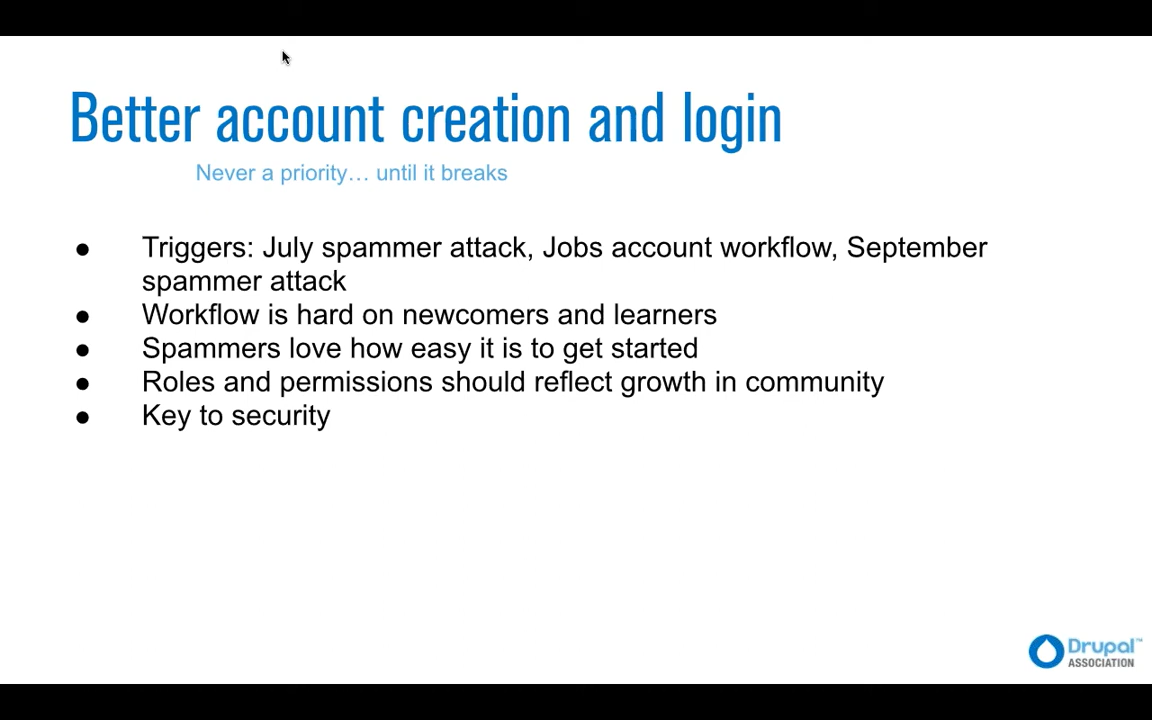 Better account creation and login
Never a priority… until it breaks
● Triggers: July spammer attack, Jobs account workflow, September
spammer attack
● Workflow is hard on newcomers and learners
● Spammers love how easy it is to get started
● Roles and permissions should reflect growth in community
● Key to security
Drupal™
ASSOCIATION